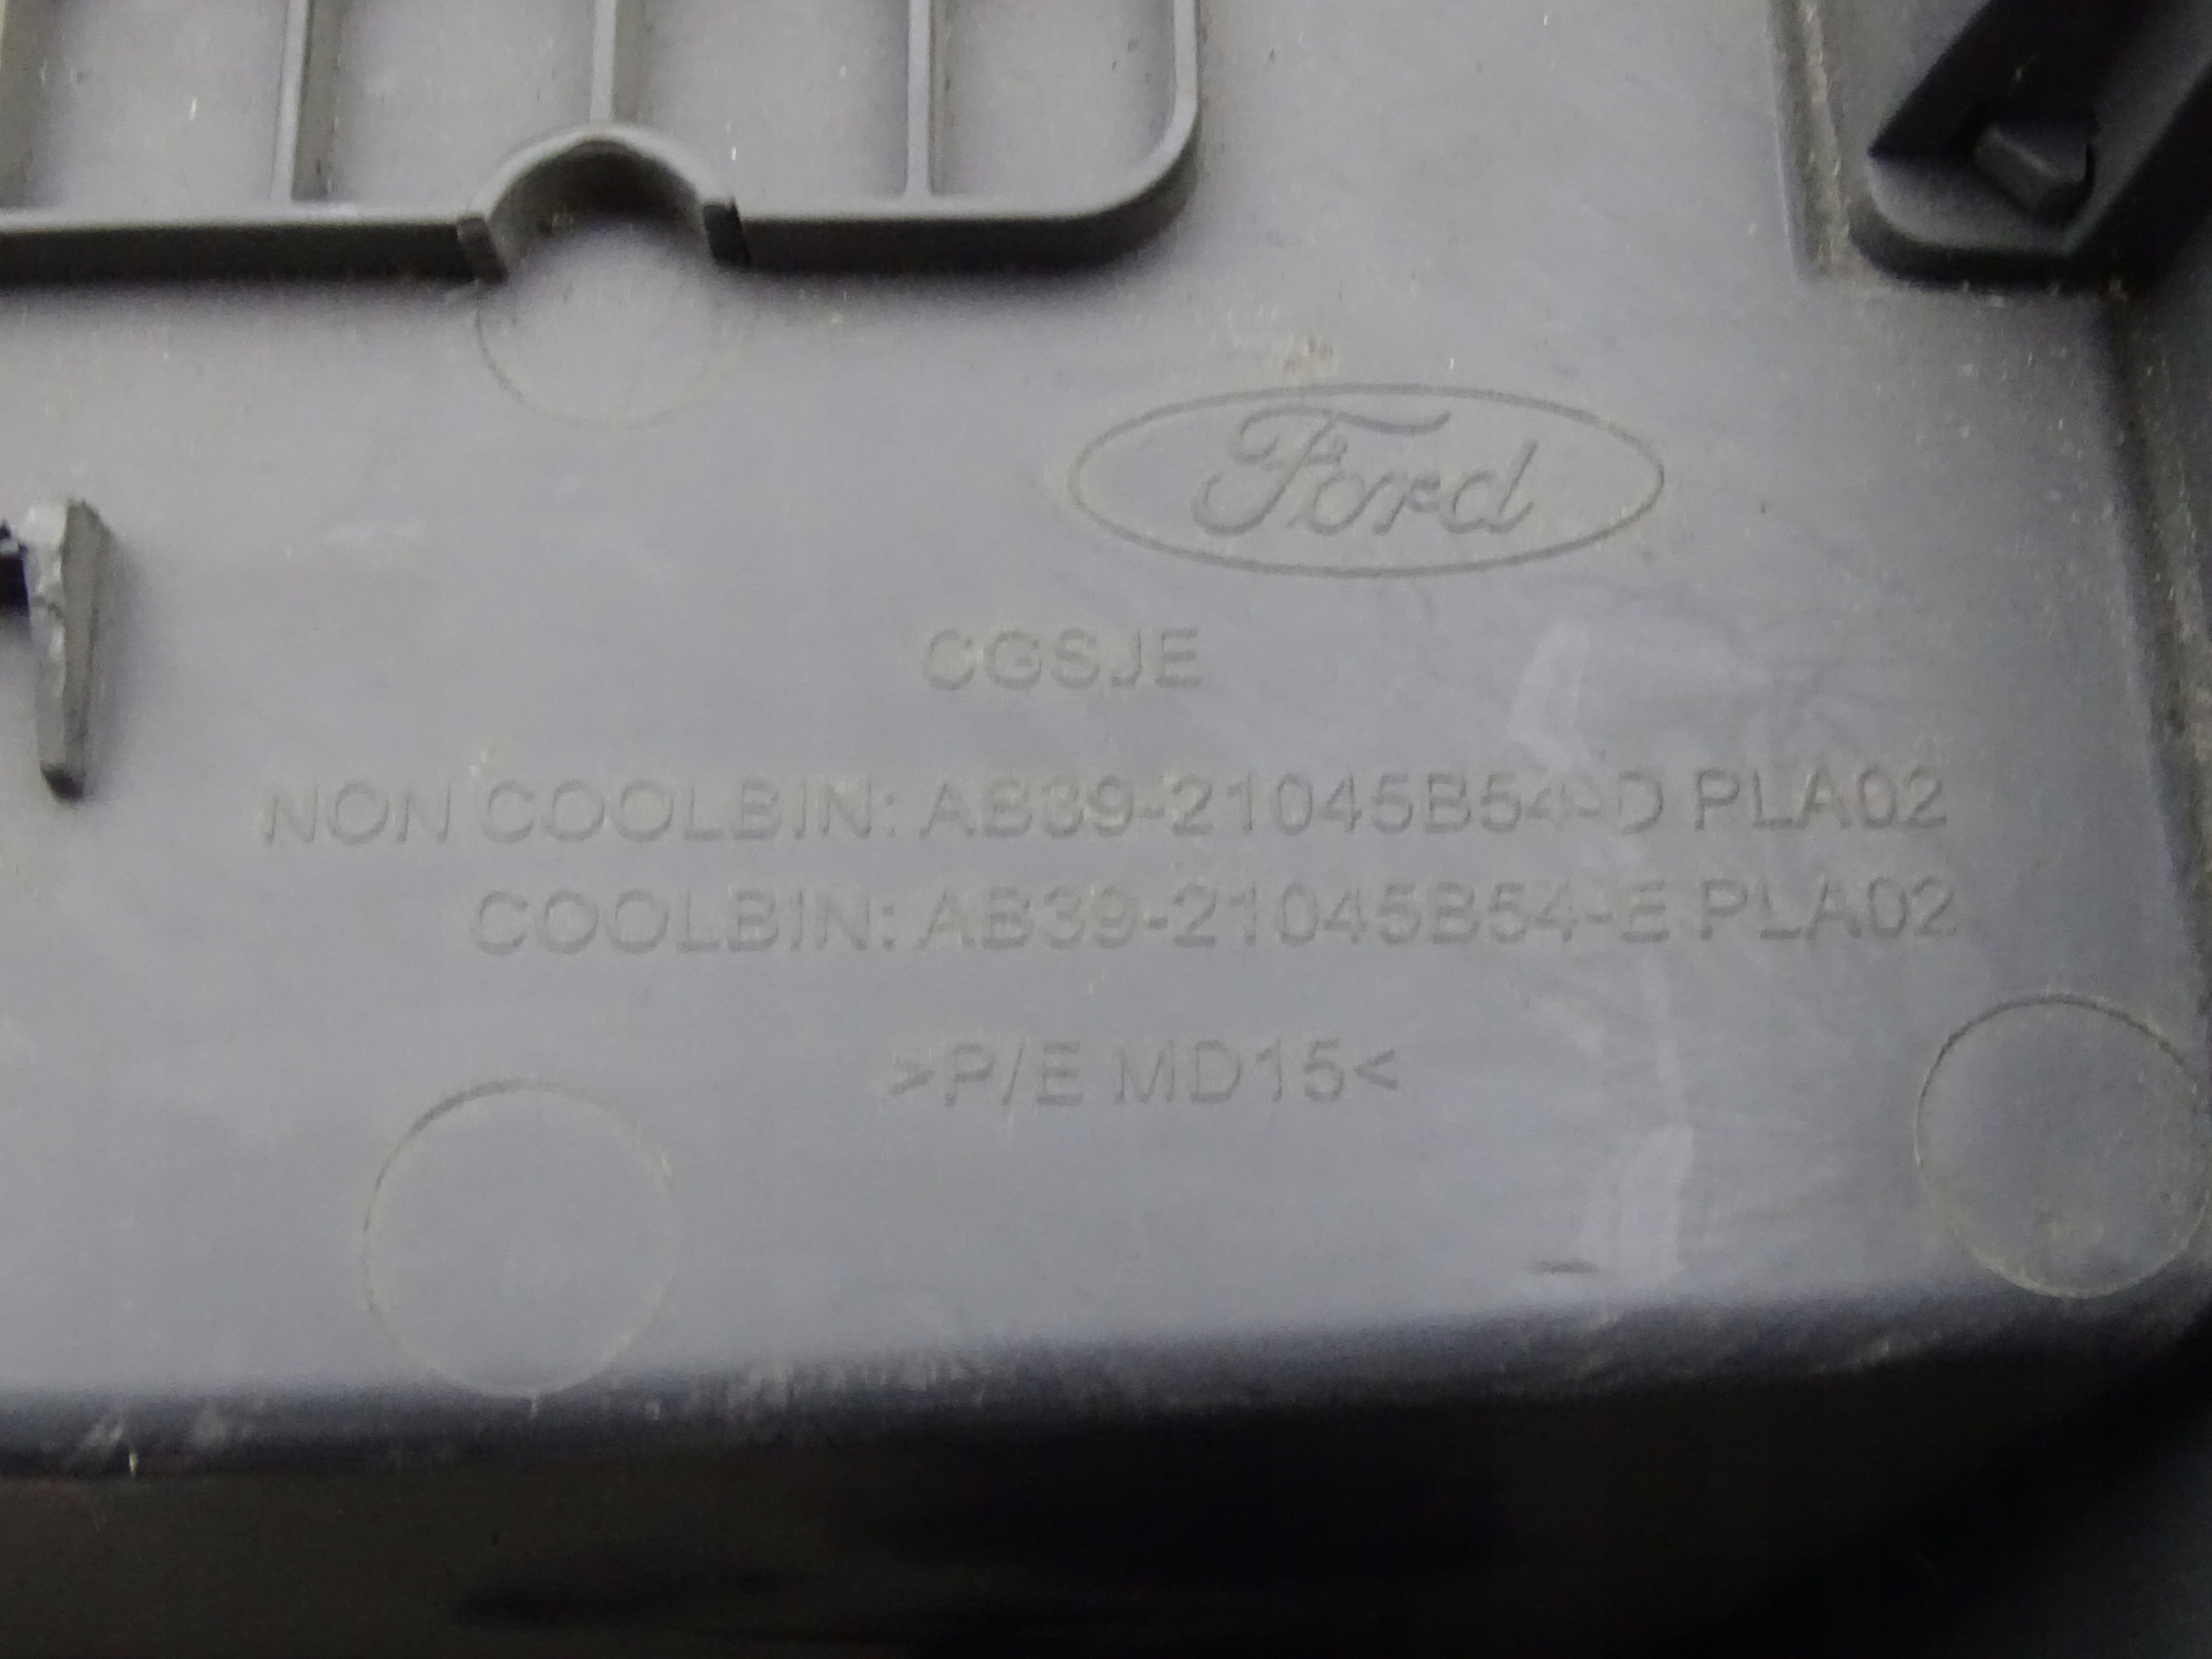 Ford
CGSJE
NON COOLBIN: AB39-21045B54-D PLA02
COOLBIN: AB39-21045B54-E PLA02
>P/E MD15<